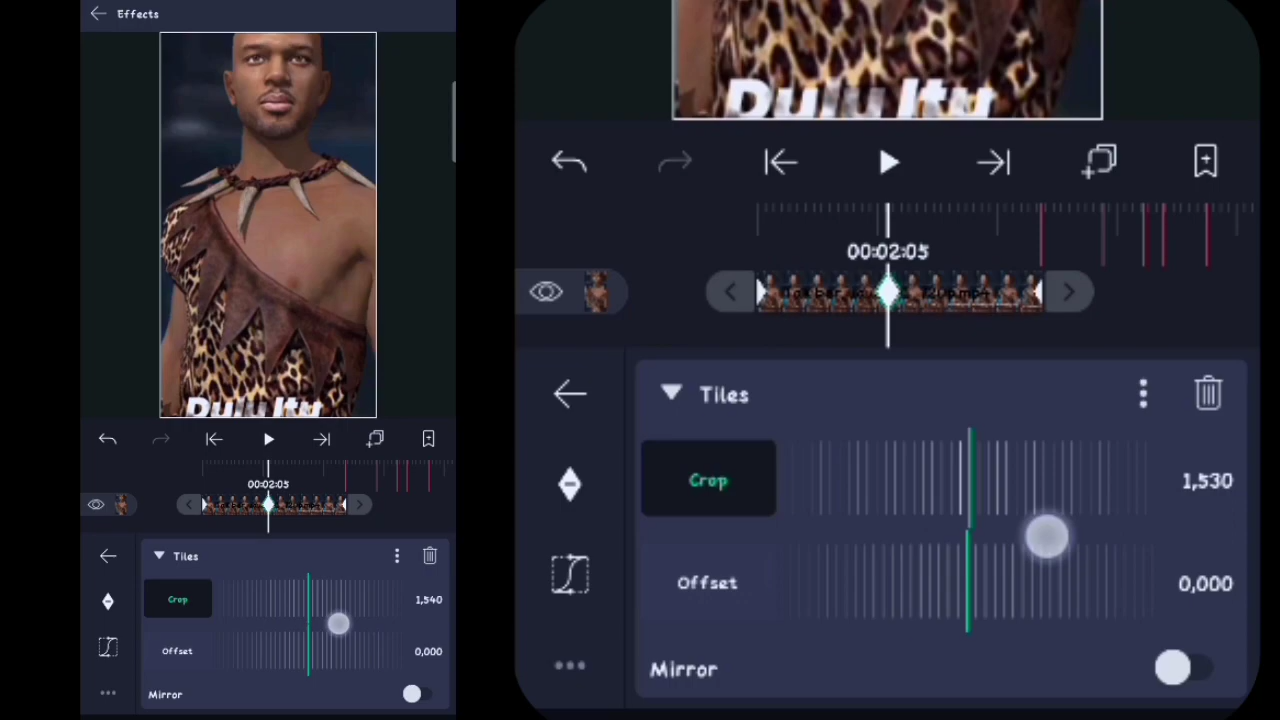 Effects
Dulu Itu
00:02:05
Tiles
Crop
1,540
Offset
0,000
Mirror
Dulu Itu
00:02:05
Tiles
Crop
1,530
Offset
0,000
Mirror